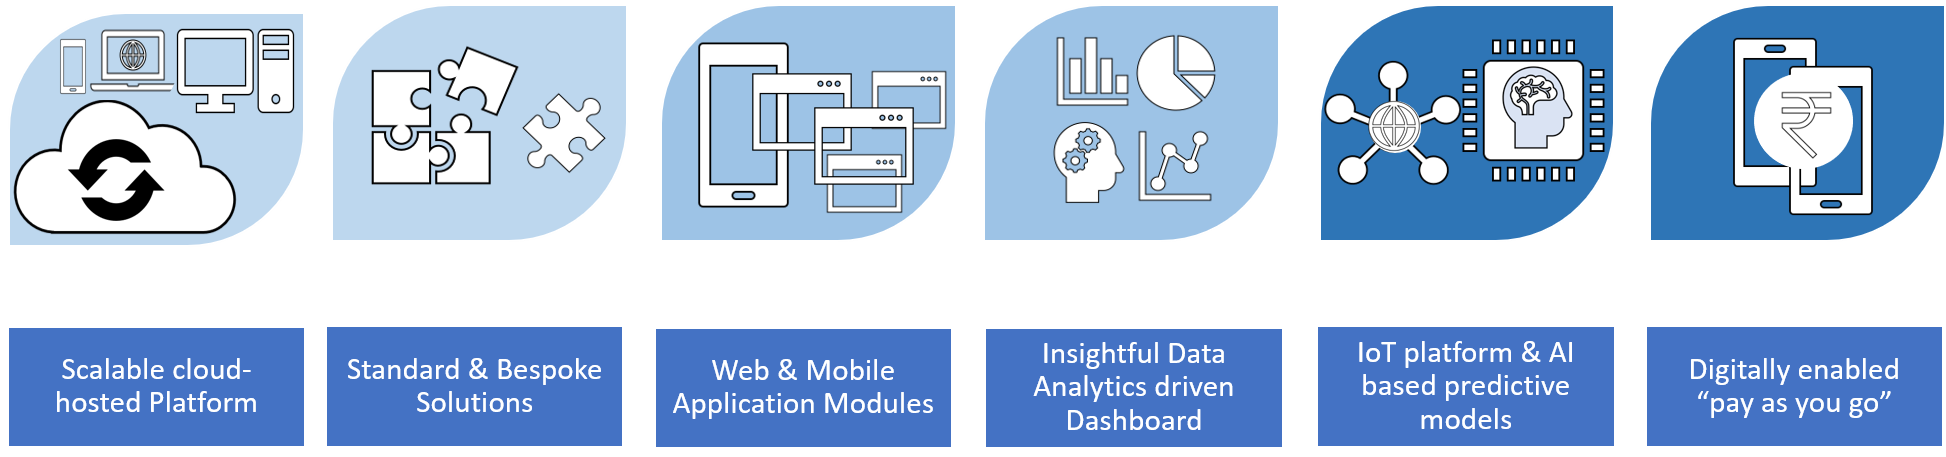 Scalable cloud-
hosted Platform
Standard & Bespoke
Solutions
Web & Mobile
Application Modules
Insightful Data
Analytics driven
Dashboard
IoT platform & AI
based predictive
models
Digitally enabled
“pay as you go”
₹